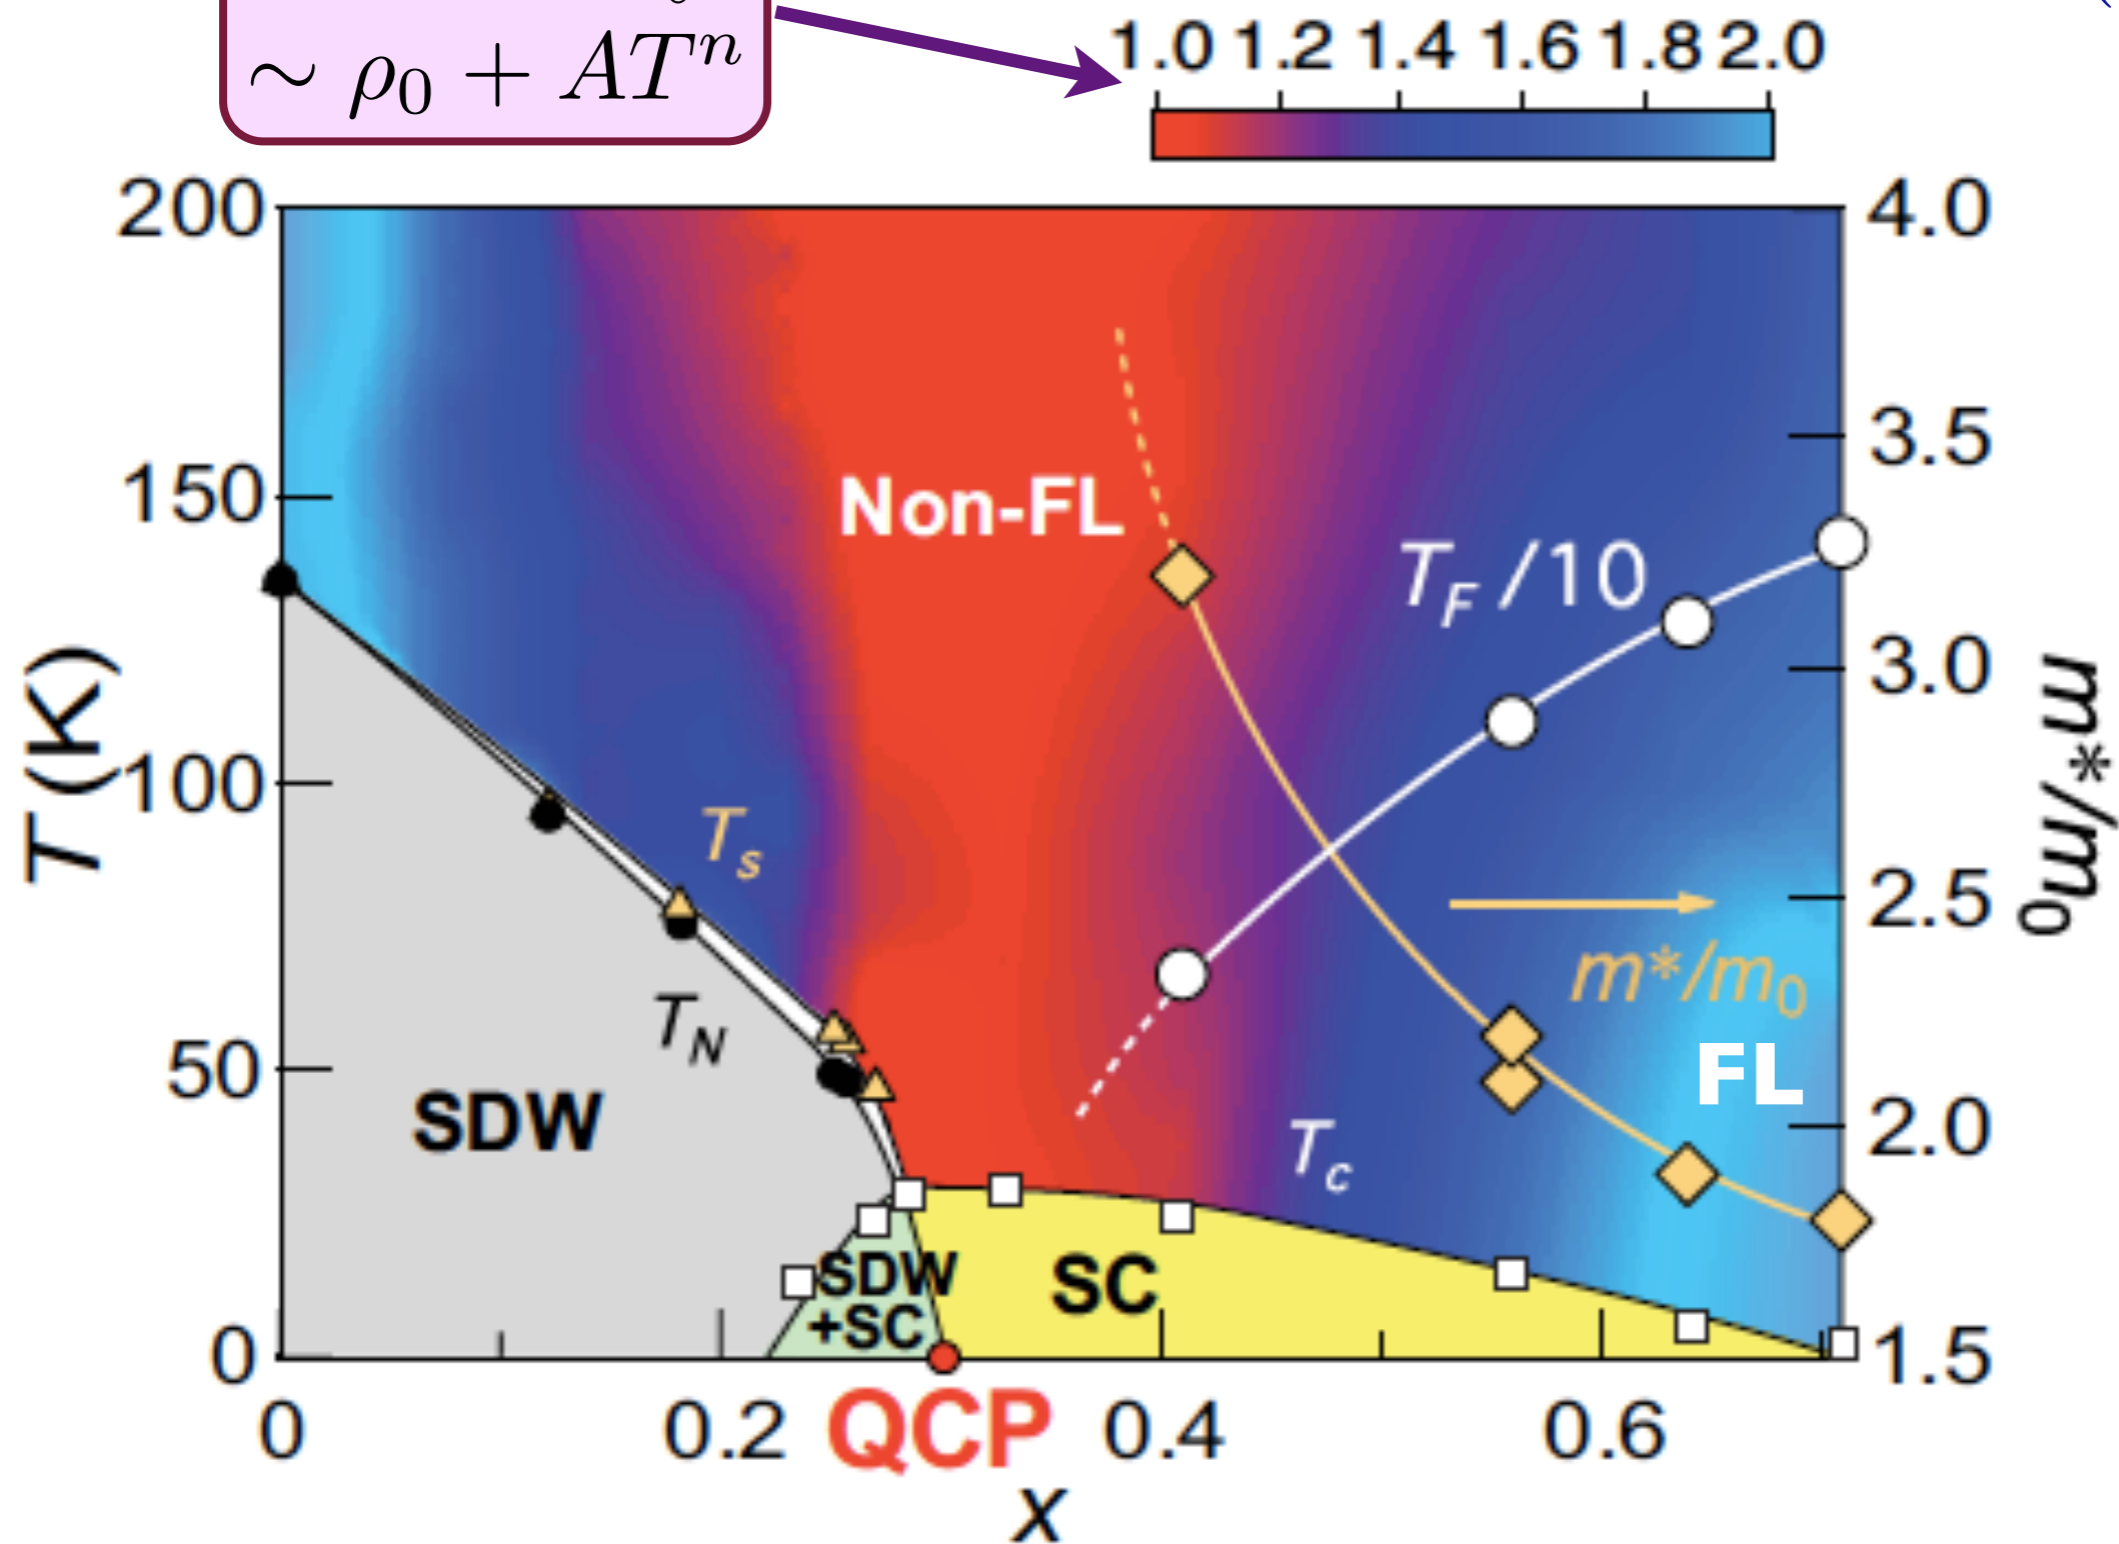 ∼ ρ₀ + ATⁿ
1.0 1.2 1.4 1.6 1.8 2.0
200
150
100
50
0
T (K)
4.0
3.5
3.0
2.5
2.0
1.5
m*/m₀
Non-FL
T_F /10
T_s
m*/m₀
T_N
FL
SDW
T_c
SDW
+SC
SC
0 0.2 0.4 0.6
QCP
x